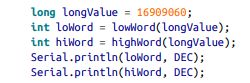 long longValue = 16909060;
int loWord = lowWord(longValue);
int hiWord = highWord(longValue);
Serial.println(loWord, DEC);
Serial.println(hiWord, DEC);